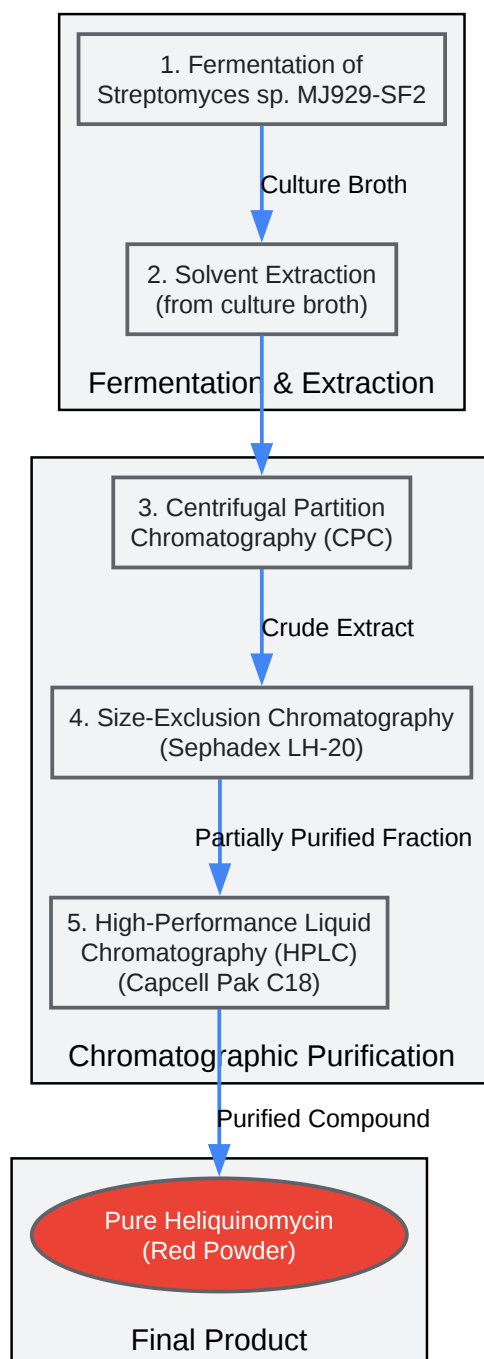 1. Fermentation of
Streptomyces sp. MJ929-SF2
Culture Broth
2. Solvent Extraction
(from culture broth)
Fermentation & Extraction
3. Centrifugal Partition
Chromatography (CPC)
Crude Extract
4. Size-Exclusion Chromatography
(Sephadex LH-20)
Partially Purified Fraction
5. High-Performance Liquid
Chromatography (HPLC)
(Capcell Pak C18)
Chromatographic Purification
Purified Compound
Pure Heliquinomycin
(Red Powder)
Final Product